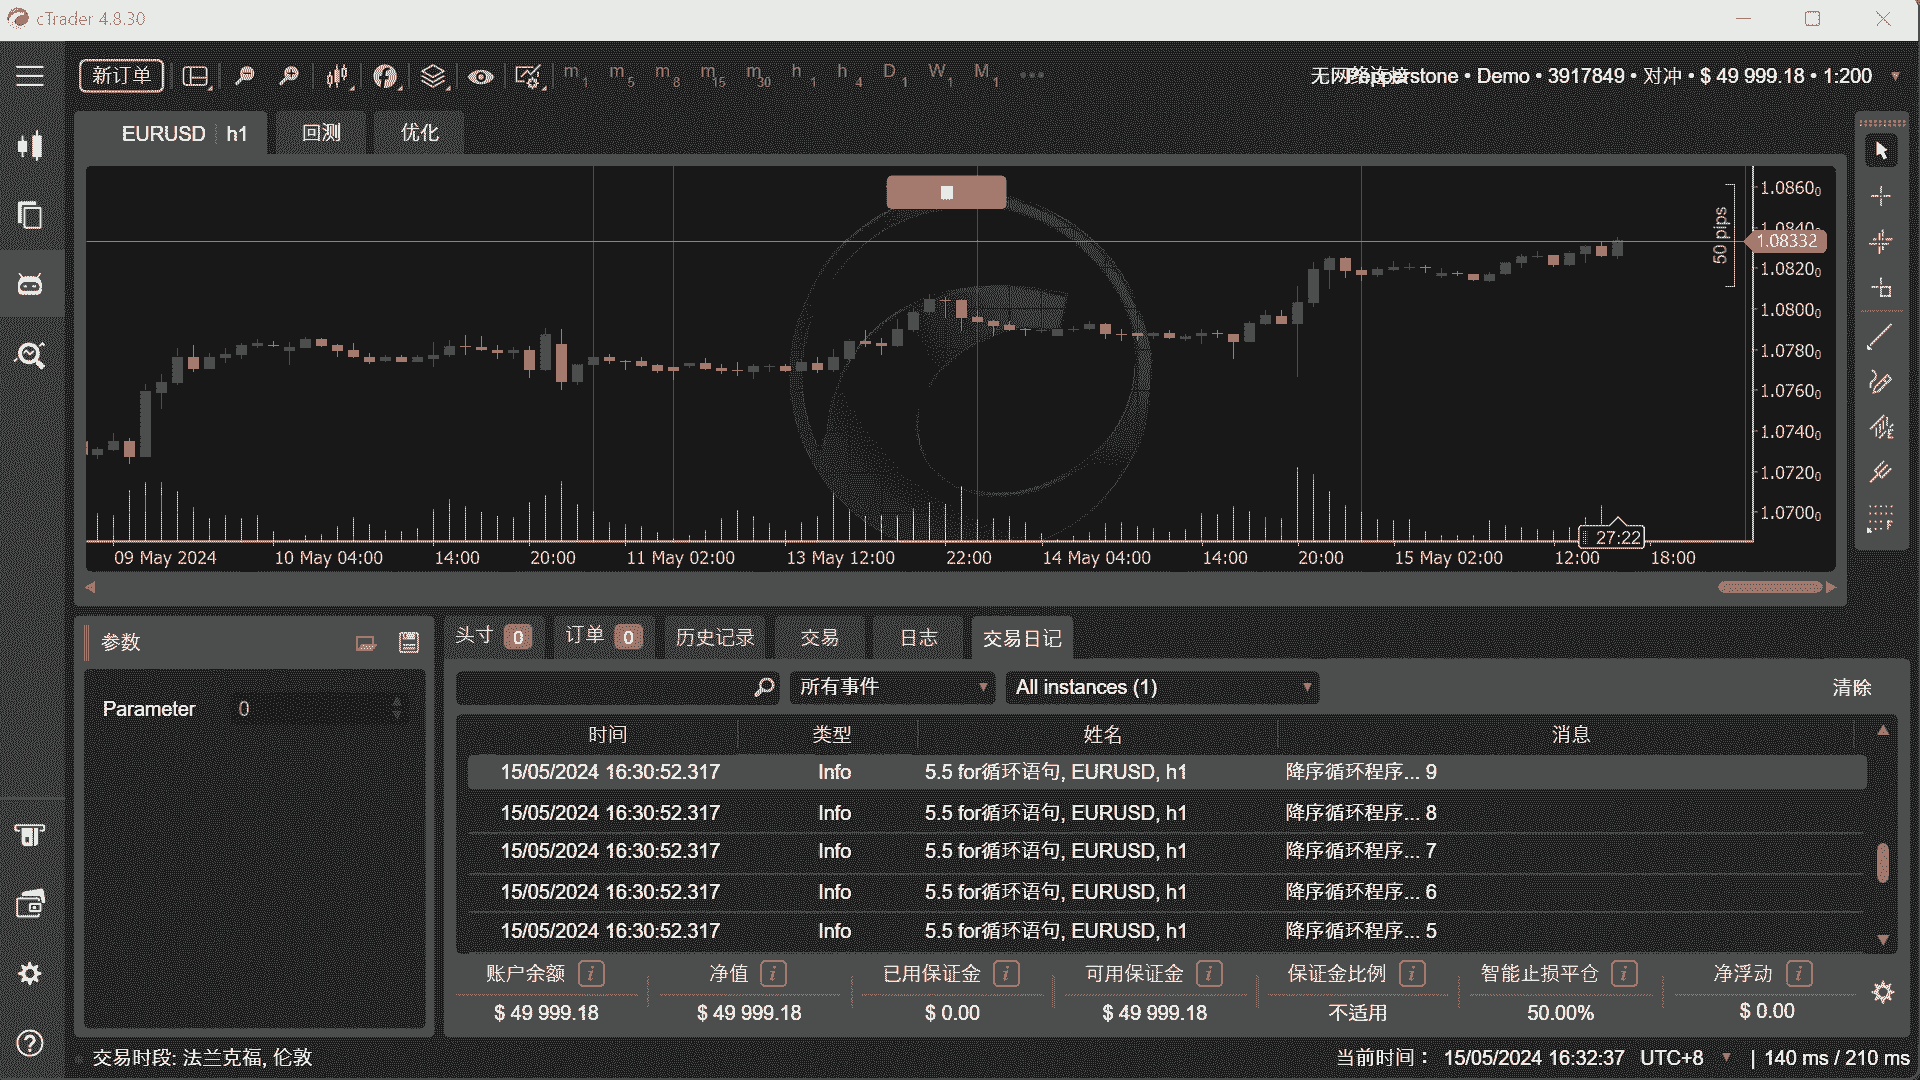 cTrader 4.8.30
新订单
m1 m5 m8 m15 m30 h1 h4 D1 W1 M1
Pepperstone • Demo • 3917849 • 对冲 • $ 49 999.18 • 1:200
EURUSD h1 回测 优化
50 pips
1.08600
1.08400
1.08332
1.08200
1.08000
1.07800
1.07600
1.07400
1.07200
1.07000
27:22
09 May 2024 10 May 04:00 14:00 20:00 11 May 02:00 13 May 12:00 22:00 14 May 04:00 14:00 20:00 15 May 02:00 12:00 18:00
参数
Parameter 0
头寸 0 订单 0 历史记录 交易 日志 交易日记
所有事件 All instances (1) 清除
时间 类型 姓名 消息
15/05/2024 16:30:52.317 Info 5.5 for循环语句, EURUSD, h1 降序循环程序... 9
15/05/2024 16:30:52.317 Info 5.5 for循环语句, EURUSD, h1 降序循环程序... 8
15/05/2024 16:30:52.317 Info 5.5 for循环语句, EURUSD, h1 降序循环程序... 7
15/05/2024 16:30:52.317 Info 5.5 for循环语句, EURUSD, h1 降序循环程序... 6
15/05/2024 16:30:52.317 Info 5.5 for循环语句, EURUSD, h1 降序循环程序... 5
账户余额 净值 已用保证金 可用保证金 保证金比例 智能止损平仓 净浮动
$ 49 999.18 $ 49 999.18 $ 0.00 $ 49 999.18 不适用 50.00% $ 0.00
交易时段: 法兰克福, 伦敦
当前时间： 15/05/2024 16:32:37 UTC+8 | 140 ms / 210 ms